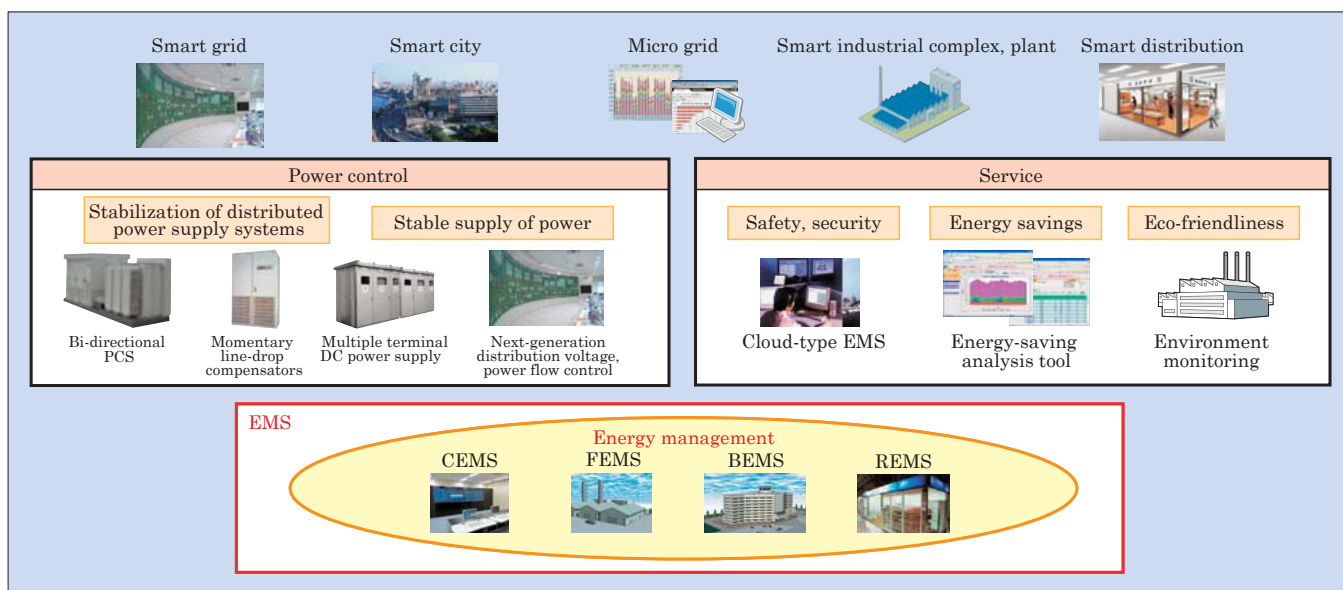 Smart grid
Smart city
Micro grid
Smart industrial complex, plant
Smart distribution
Power control
Stabilization of distributed
power supply systems
Stable supply of power
Bi-directional
PCS
Momentary
line-drop
compensators
Multiple terminal
DC power supply
Next-generation
distribution voltage,
power flow control
Service
Safety, security
Energy savings
Eco-friendliness
Cloud-type EMS
Energy-saving
analysis tool
Environment
monitoring
EMS
Energy management
CEMS
FEMS
BEMS
REMS